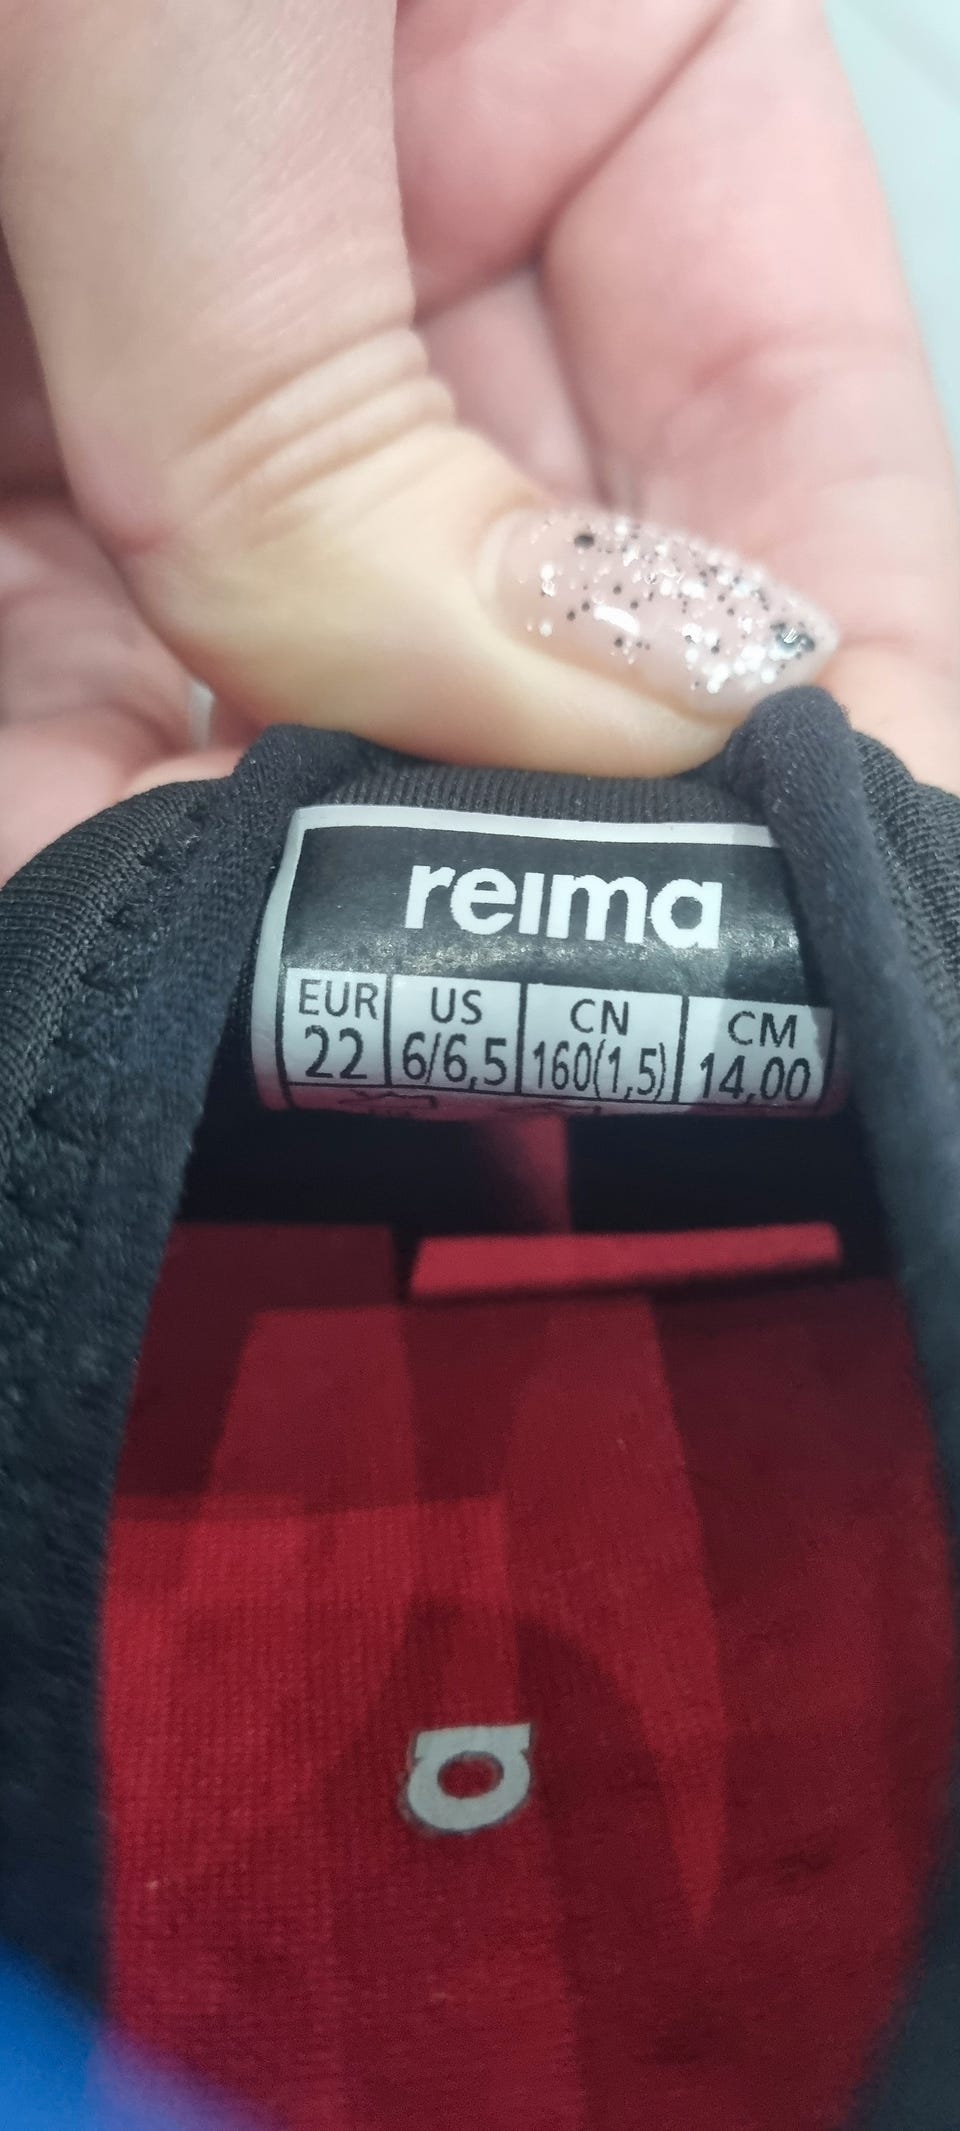 reima
EUR US CN CM
22 6/6,5 160(1,5) 14,00